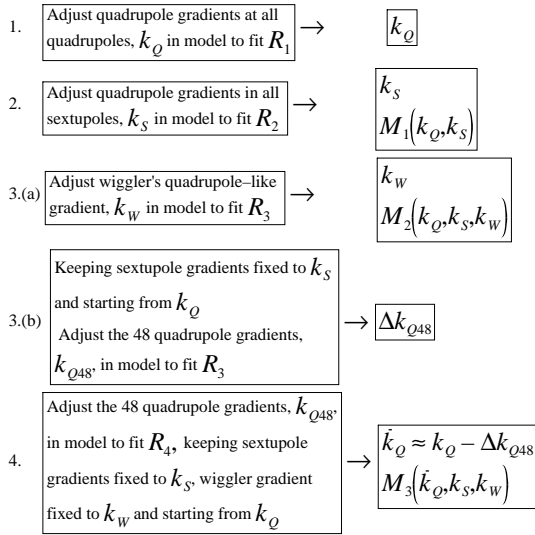 1. Adjust quadrupole gradients at all
quadrupoles, k_Q in model to fit R_1 → k_Q
2. Adjust quadrupole gradients in all
sextupoles, k_S in model to fit R_2 → k_S
M_1(k_Q,k_S)
3.(a) Adjust wiggler's quadrupole–like
gradient, k_W in model to fit R_3 → k_W
M_2(k_Q,k_S,k_W)
3.(b) Keeping sextupole gradients fixed to k_S
and starting from k_Q
Adjust the 48 quadrupole gradients,
k_Q48, in model to fit R_3 → Δk_Q48
4. Adjust the 48 quadrupole gradients, k_Q48,
in model to fit R_4, keeping sextupole
gradients fixed to k_S, wiggler gradient
fixed to k_W and starting from k_Q → k̇_Q ≈ k_Q − Δk_Q48
M_3(k̇_Q,k_S,k_W)